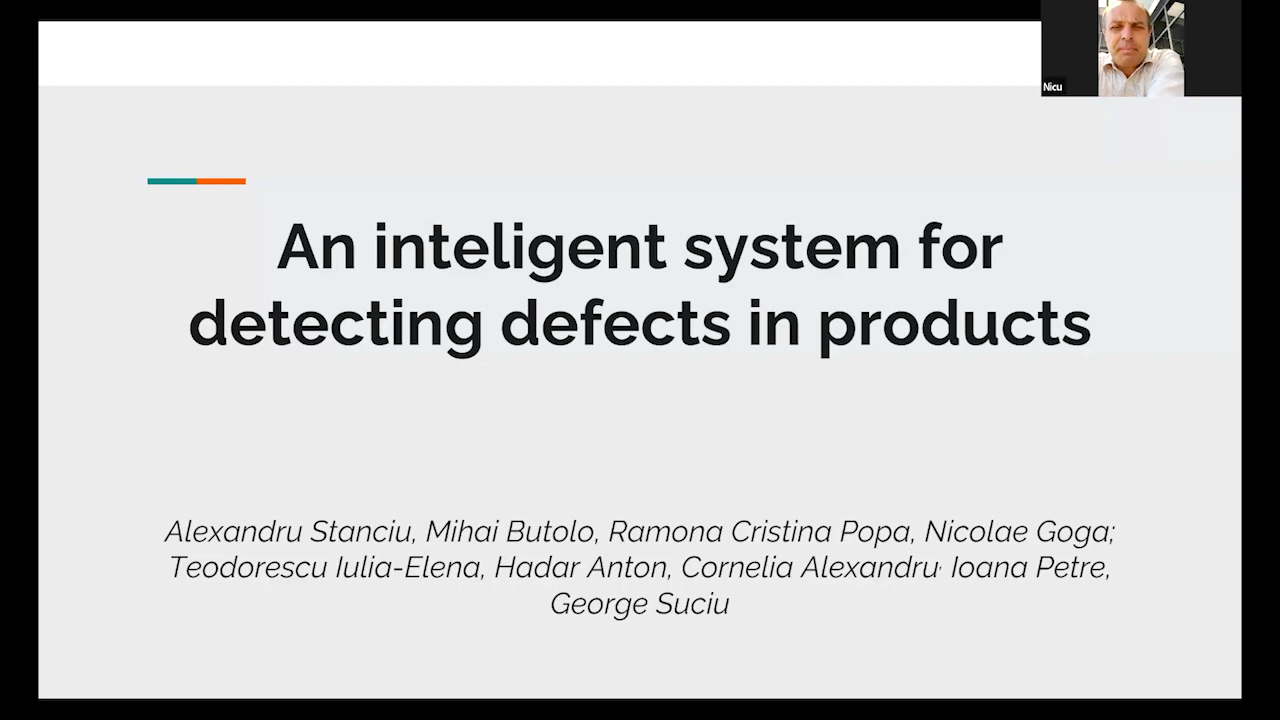 Nicu
An inteligent system for
detecting defects in products
Alexandru Stanciu, Mihai Butolo, Ramona Cristina Popa, Nicolae Goga;
Teodorescu Iulia-Elena, Hadar Anton, Cornelia Alexandru, Ioana Petre,
George Suciu